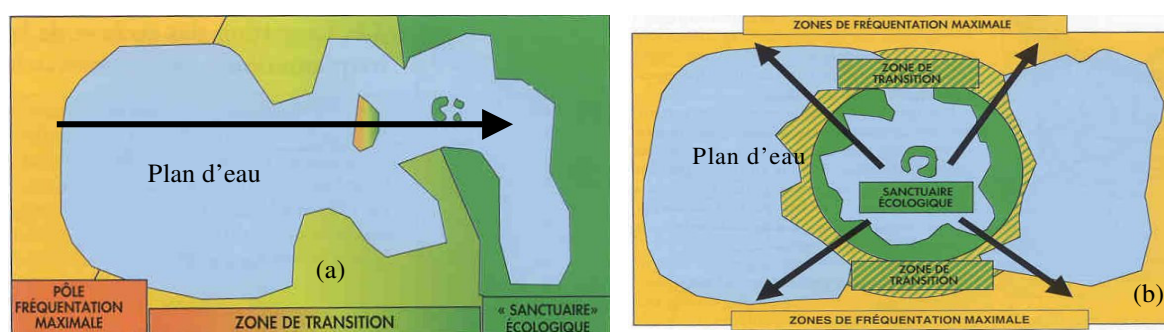 Plan d'eau
(a)
PÔLE
FRÉQUENTATION
MAXIMALE
ZONE DE TRANSITION
« SANCTUAIRE»
ÉCOLOGIQUE
ZONES DE FRÉQUENTATION MAXIMALE
ZONE DE
TRANSITION
Plan d'eau
SANCTUAIRE
ÉCOLOGIQUE
ZONE DE
TRANSITION
(b)
ZONES DE FRÉQUENTATION MAXIMALE